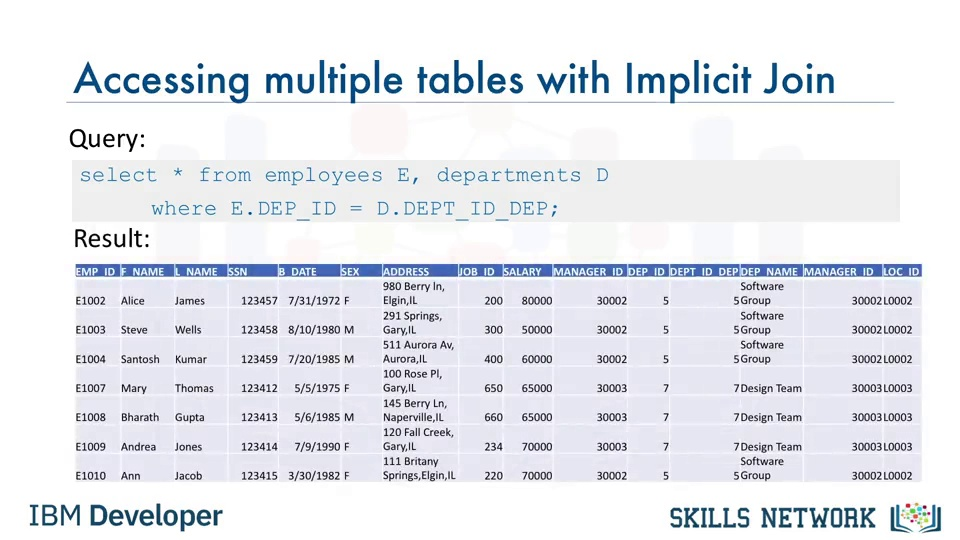 Accessing multiple tables with Implicit Join
Query:
select * from employees E, departments D
where E.DEP_ID = D.DEPT_ID_DEP;
Result:
EMP_ID F_NAME L_NAME SSN B_DATE SEX ADDRESS JOB_ID SALARY MANAGER_ID DEP_ID DEPT_ID_DEP DEP_NAME MANAGER_ID LOC_ID
980 Berry ln, Software
E1002 Alice James 123457 7/31/1972 F Elgin,IL 200 80000 30002 5 5 Group 30002 L0002
291 Springs, Software
E1003 Steve Wells 123458 8/10/1980 M Gary,IL 300 50000 30002 5 5 Group 30002 L0002
511 Aurora Av, Software
E1004 Santosh Kumar 123459 7/20/1985 M Aurora,IL 400 60000 30002 5 5 Group 30002 L0002
100 Rose Pl,
E1007 Mary Thomas 123412 5/5/1975 F Gary,IL 650 65000 30003 7 7 Design Team 30003 L0003
145 Berry Ln,
E1008 Bharath Gupta 123413 5/6/1985 M Naperville,IL 660 65000 30003 7 7 Design Team 30003 L0003
120 Fall Creek,
E1009 Andrea Jones 123414 7/9/1990 F Gary,IL 234 70000 30003 7 7 Design Team 30003 L0003
111 Britany Software
E1010 Ann Jacob 123415 3/30/1982 F Springs,Elgin,IL 220 70000 30002 5 5 Group 30002 L0002
IBM Developer
SKILLS NETWORK